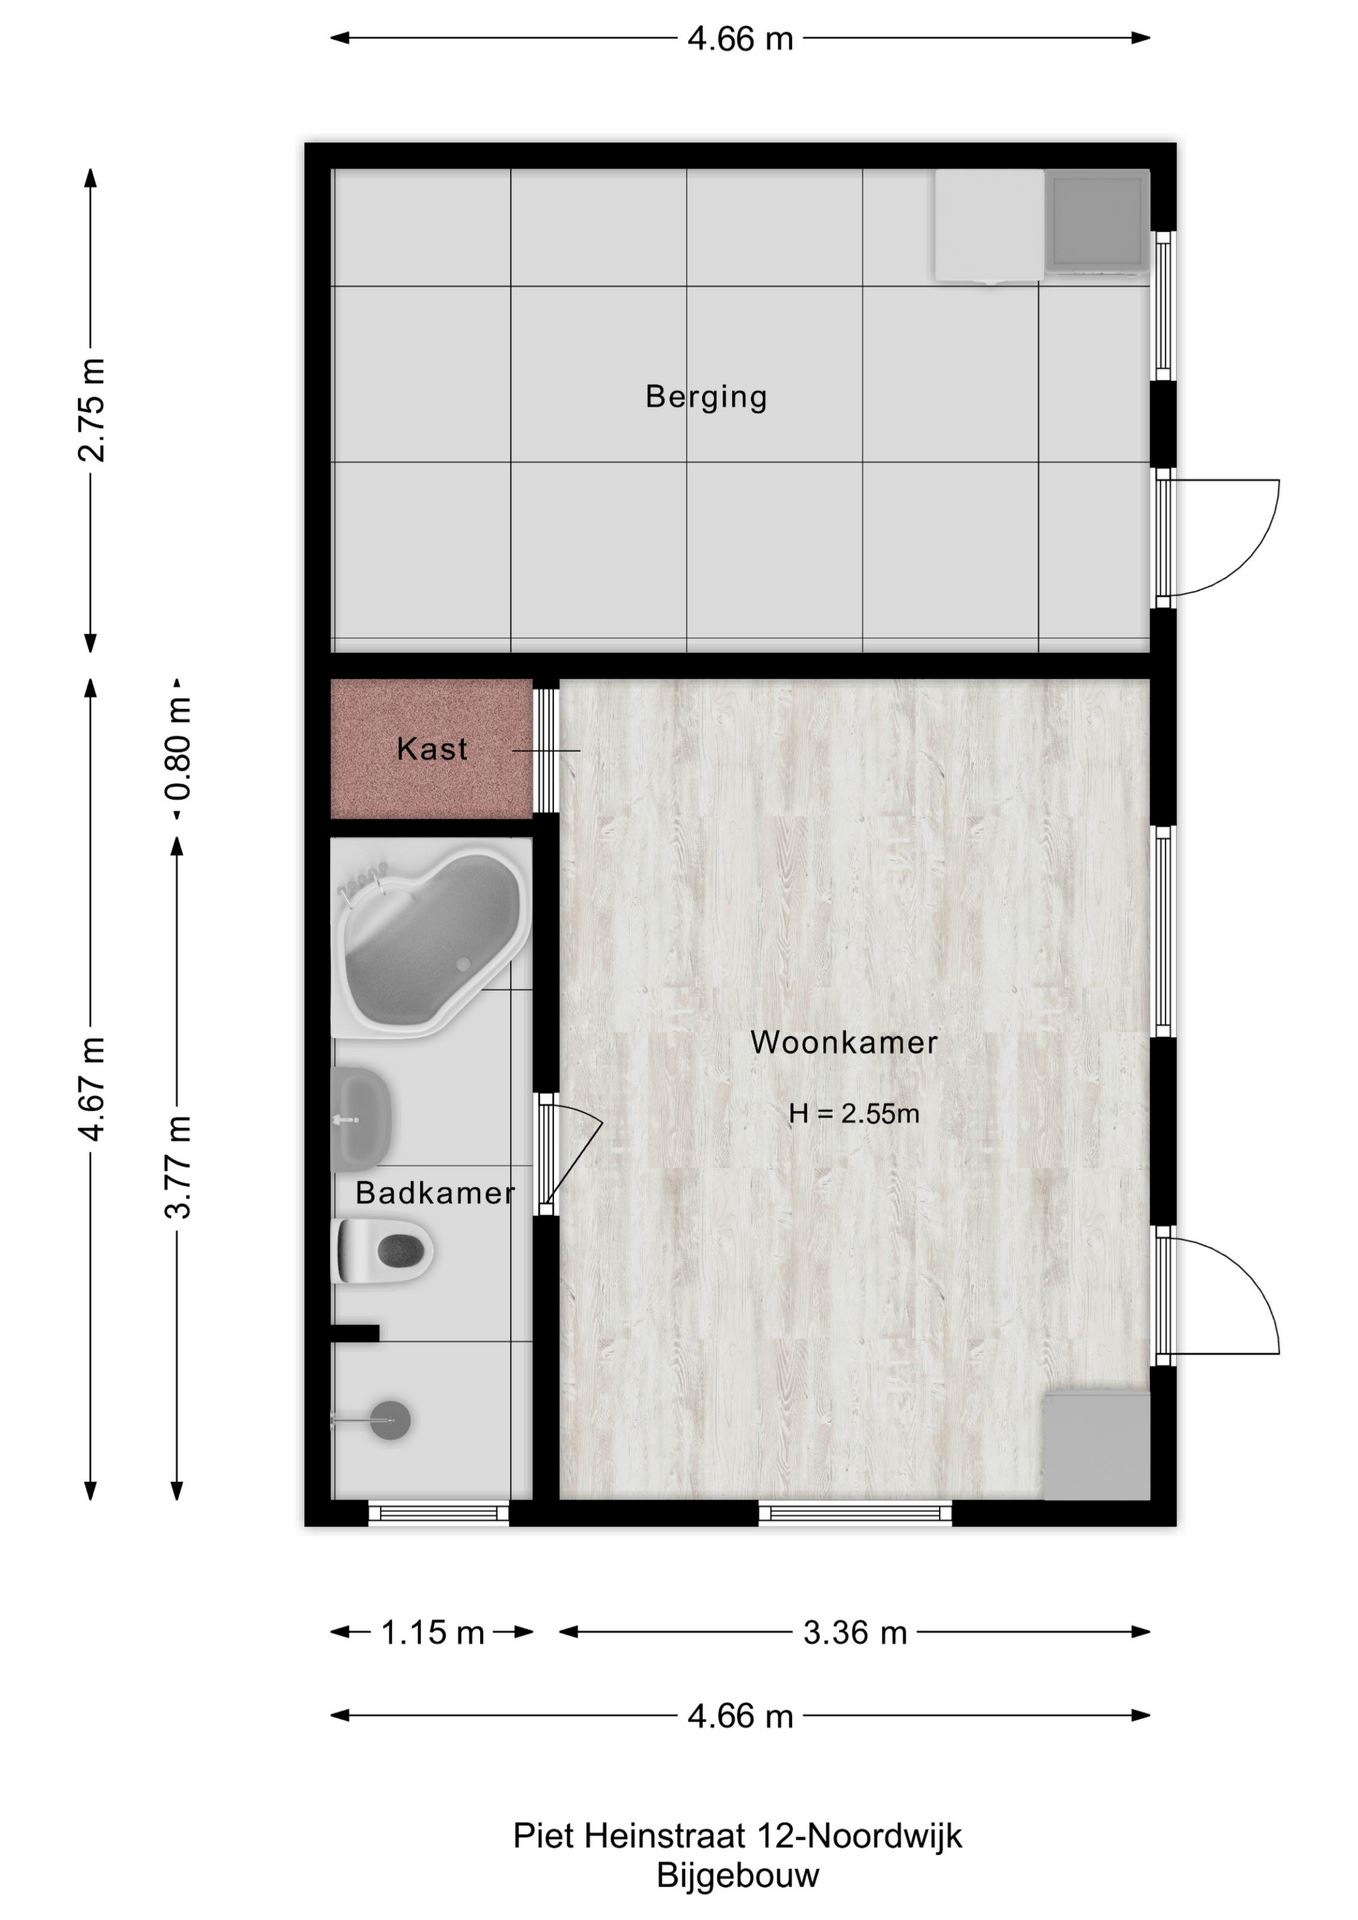 4.66 m
2.75 m
Berging
0.80 m
Kast
4.67 m
3.77 m
Woonkamer
H = 2.55m
Badkamer
1.15 m
3.36 m
4.66 m
Piet Heinstraat 12-Noordwijk
Bijgebouw